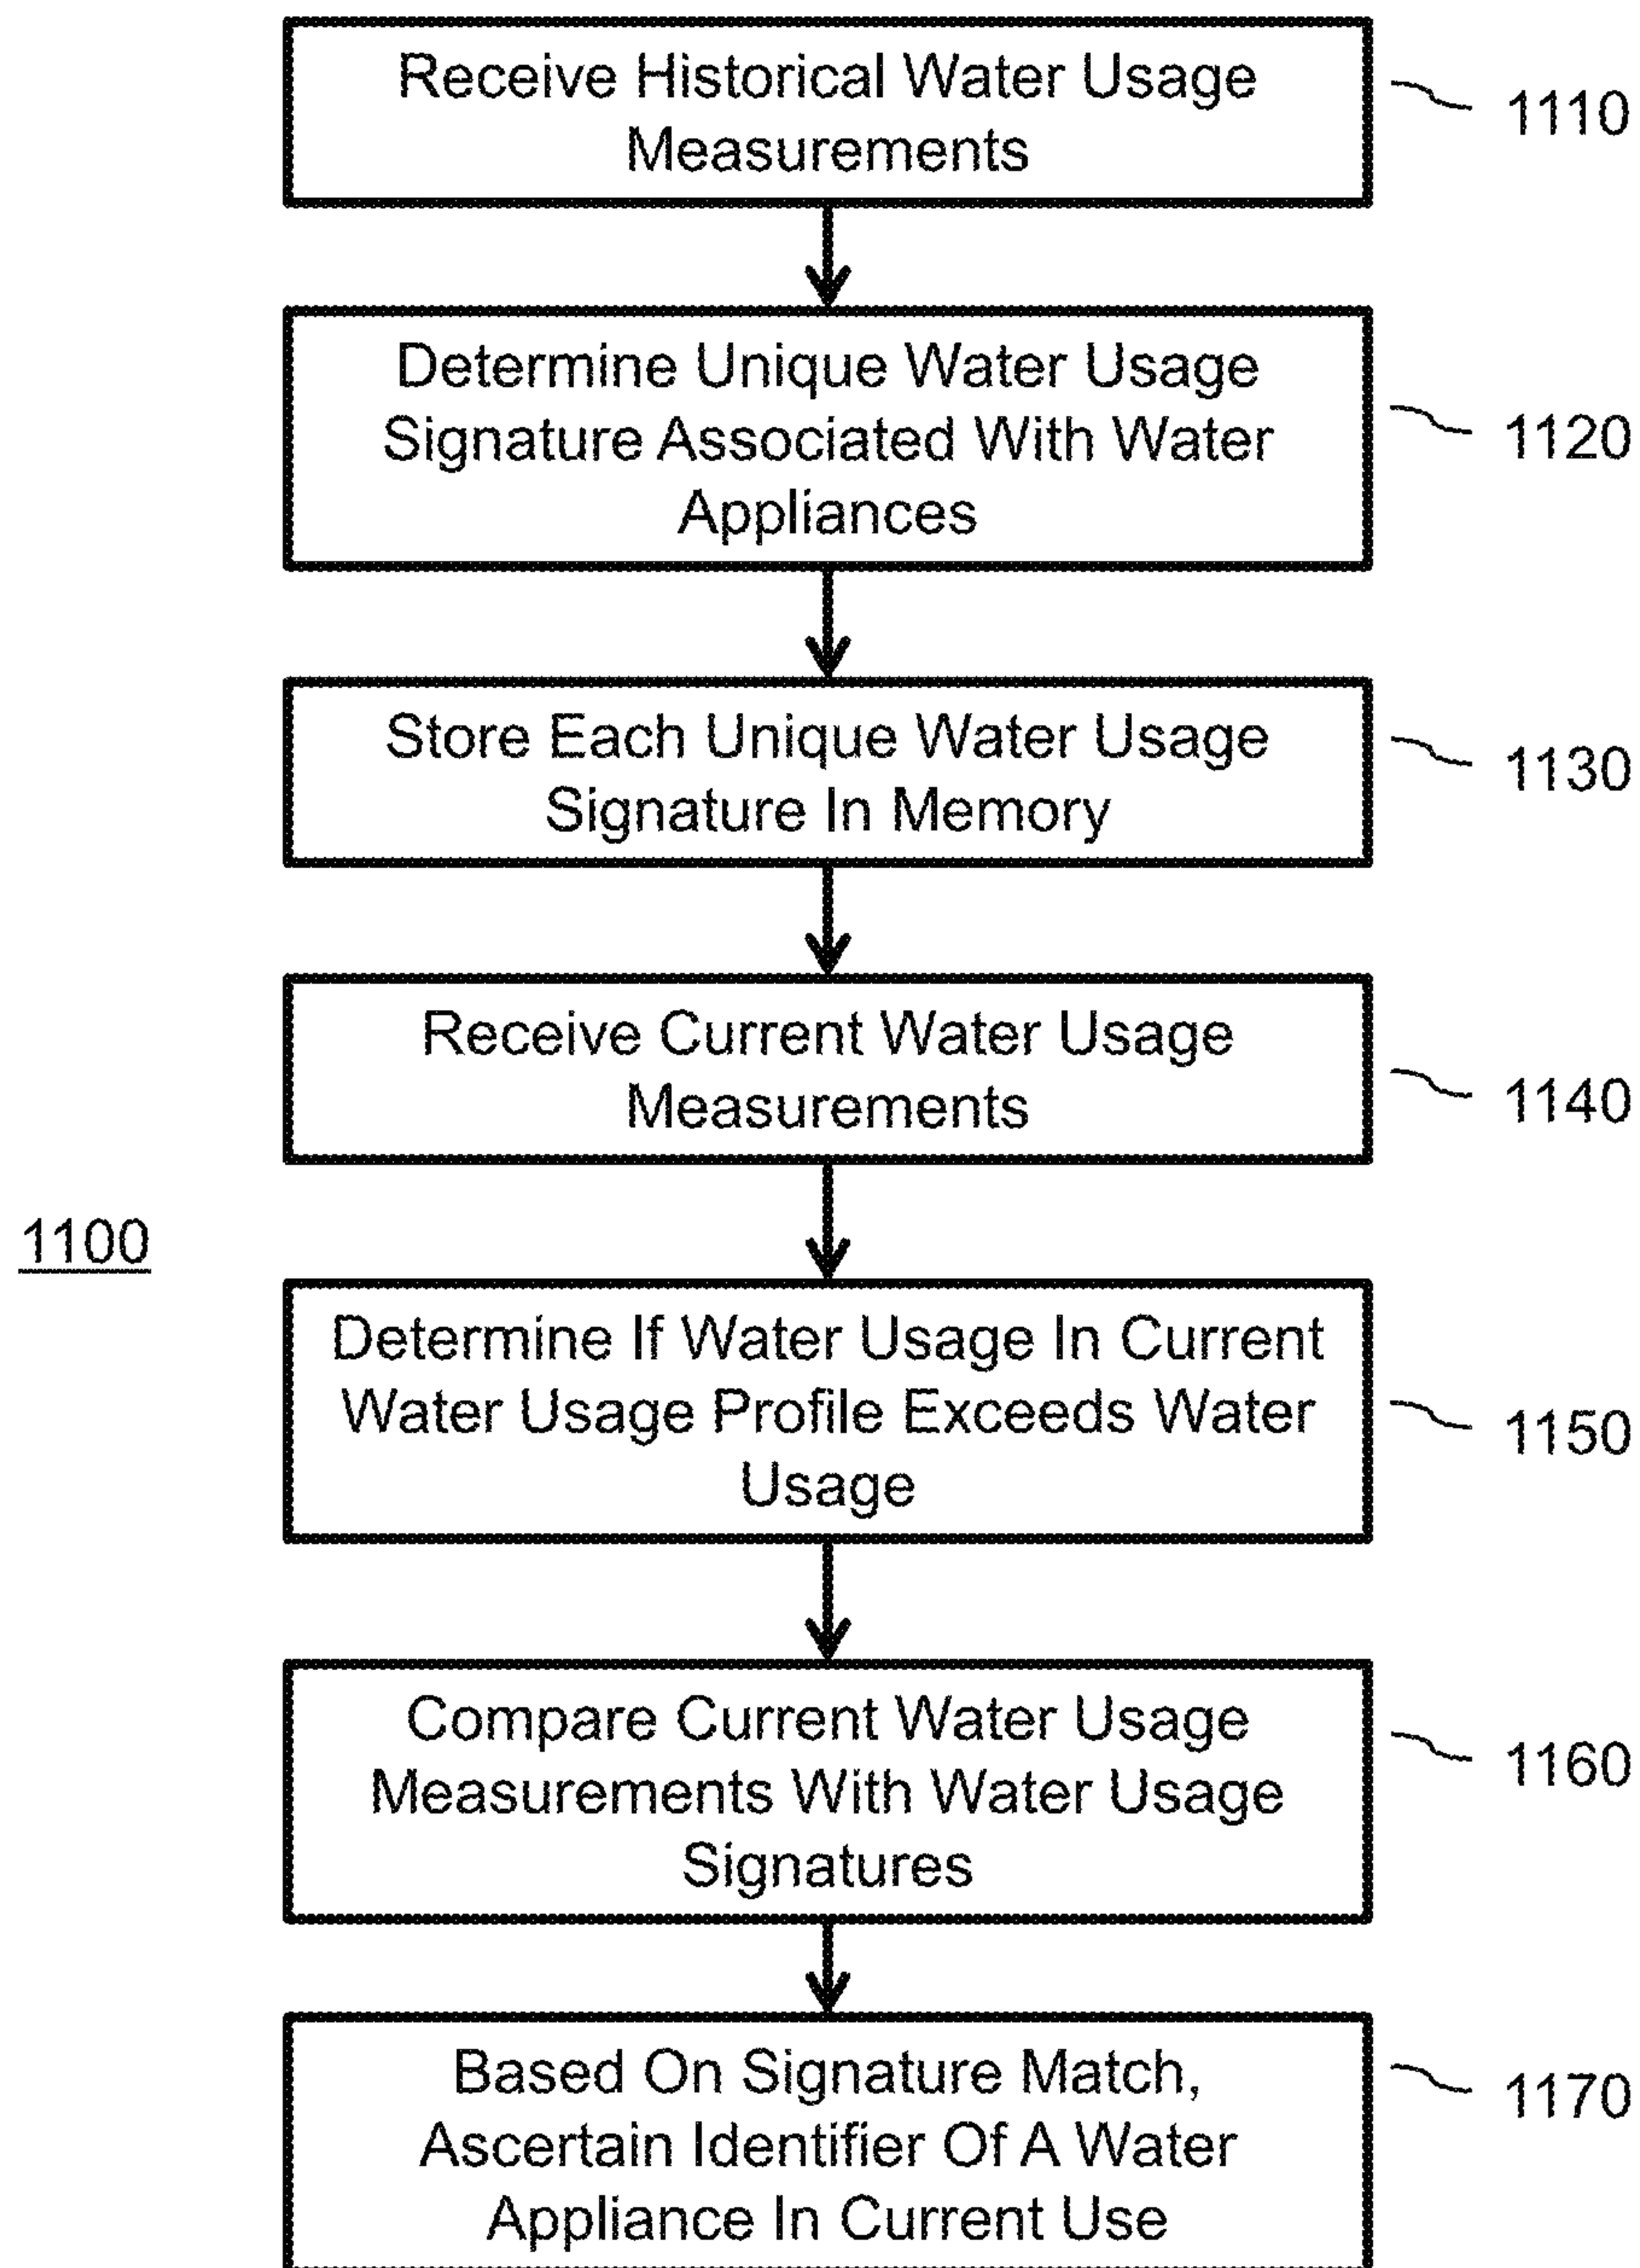 Receive Historical Water Usage
Measurements
1110
Determine Unique Water Usage
Signature Associated With Water
Appliances
1120
Store Each Unique Water Usage
Signature In Memory
1130
Receive Current Water Usage
Measurements
1140
1100
Determine If Water Usage In Current
Water Usage Profile Exceeds Water
Usage
1150
Compare Current Water Usage
Measurements With Water Usage
Signatures
1160
Based On Signature Match,
Ascertain Identifier Of A Water
Appliance In Current Use
1170